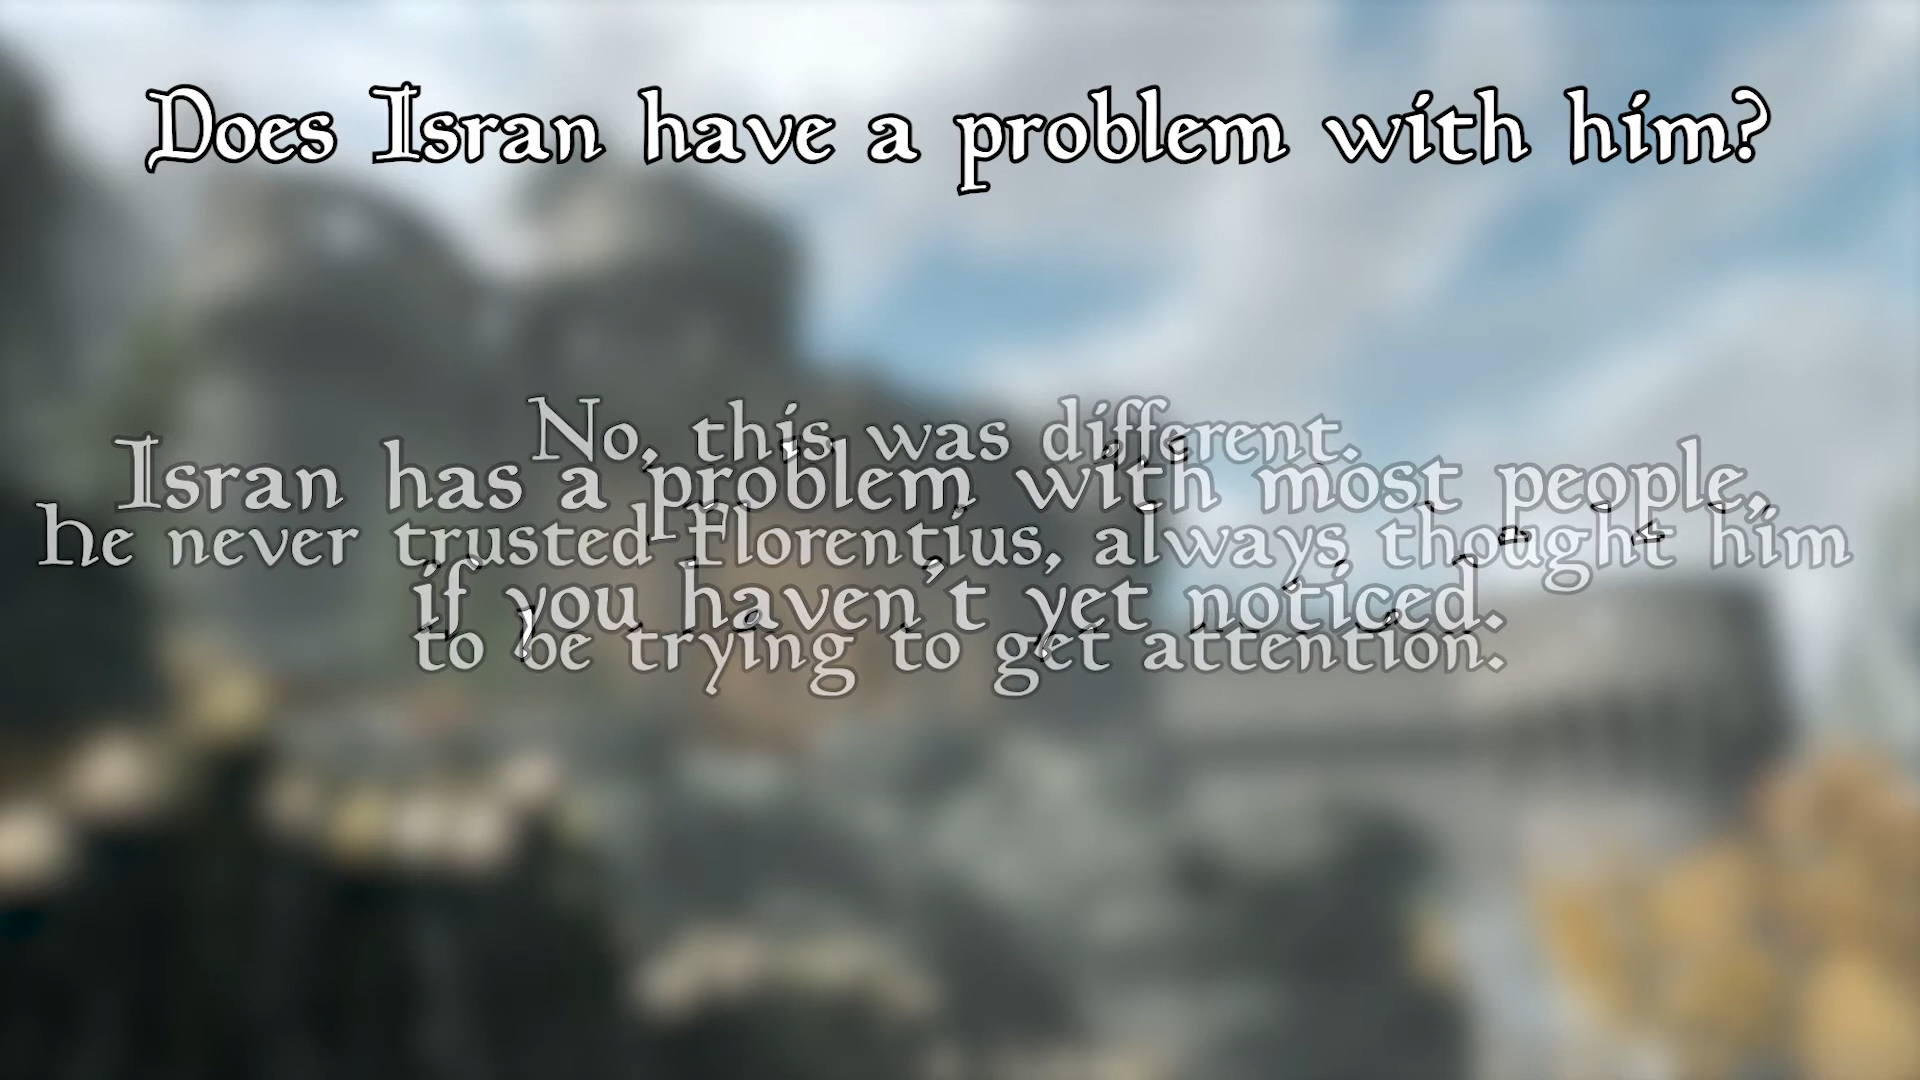 Does Isran have a problem with him?
No, this was different.
Isran has a problem with most people,
he never trusted Florentius, always thought him
if you haven't yet noticed.
to be trying to get attention.